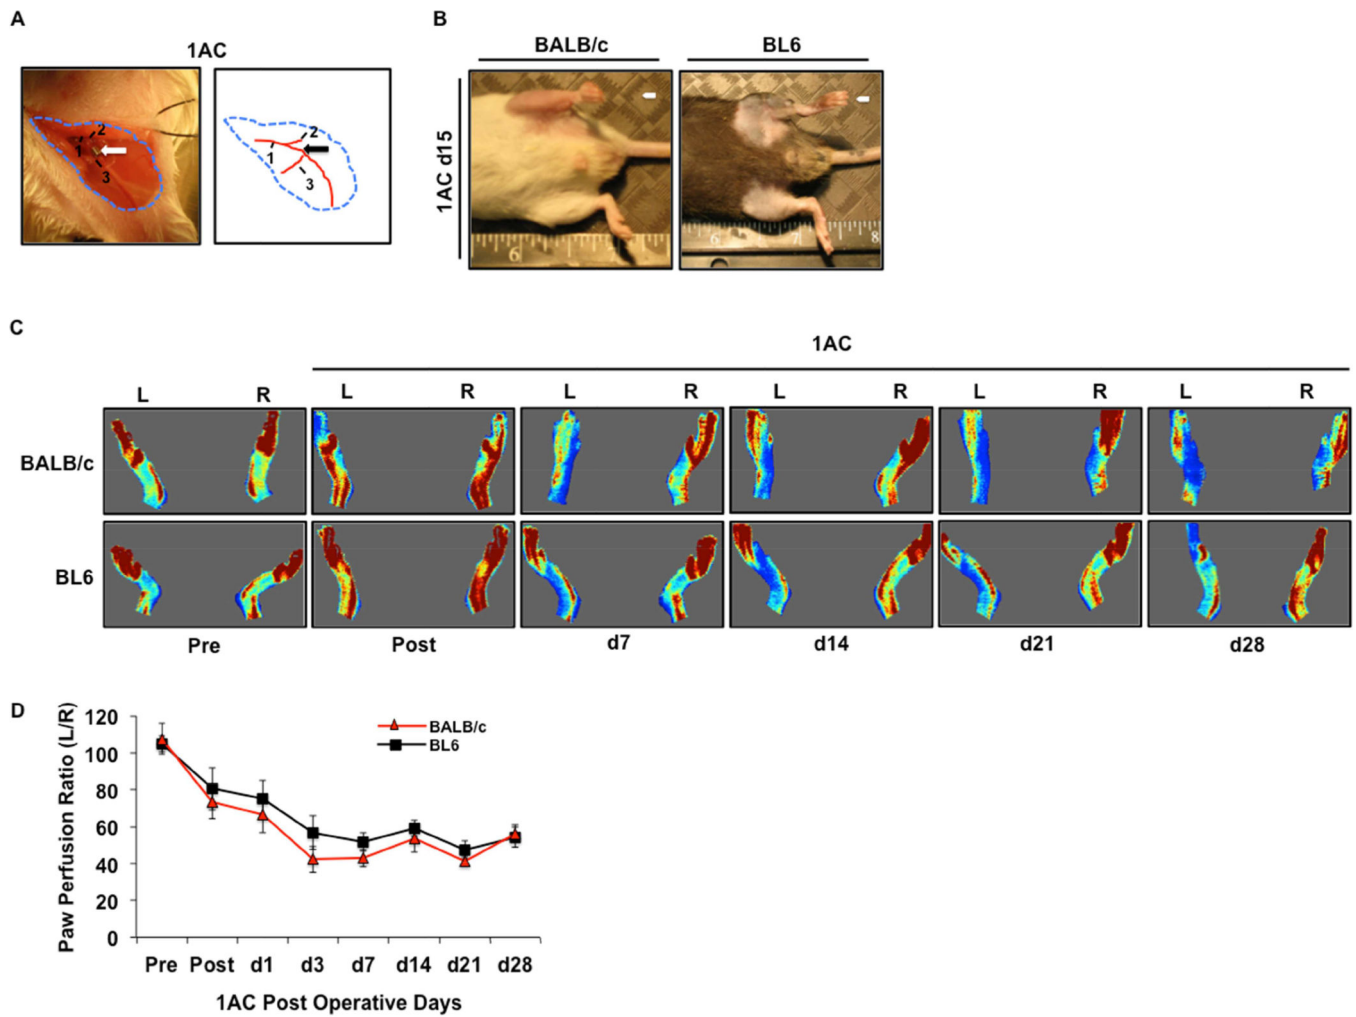 A
1AC
1
2
3
1
2
3
B
BALB/c BL6
1AC d15
6
6 7 8
C
1AC
L R L R L R L R L R L R
BALB/c
BL6
Pre Post d7 d14 d21 d28
D
Paw Perfusion Ratio (L/R)
120
100
80
60
40
20
0
BALB/c
BL6
Pre Post d1 d3 d7 d14 d21 d28
1AC Post Operative Days